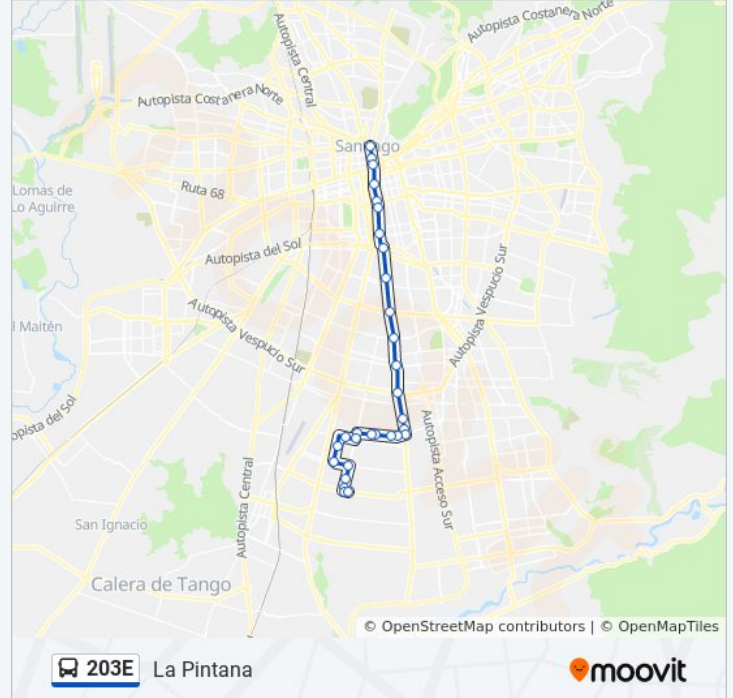 Autopista Costanera Norte
Autopista Central
Autopista Costanera Norte
Santiago
Lomas de
Lo Aguirre
Ruta 68
Autopista del Sol
Autopista Vespucio Sur
l Maitén
Autopista Vespucio Sur
opista del Sol
Autopista Acceso Sur
Autopista Central
San Ignacio
Calera de Tango
© OpenStreetMap contributors | © OpenMapTiles
203E La Pintana moovit